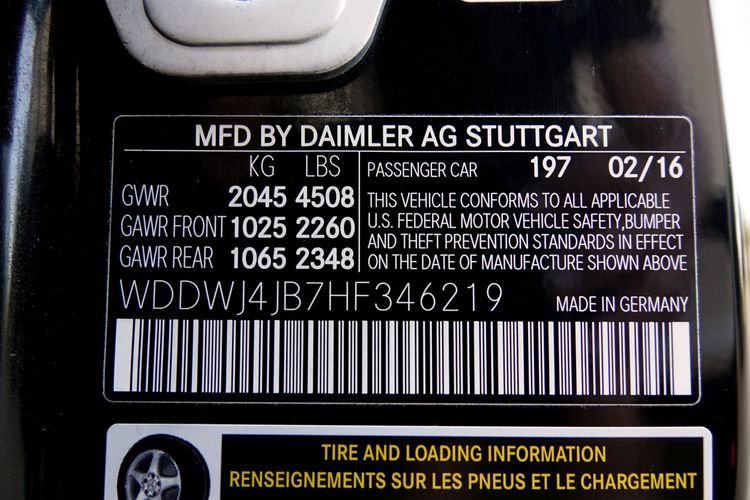 MFD BY DAIMLER AG STUTTGART
KG LBS
GVWR 2045 4508
GAWR FRONT 1025 2260
GAWR REAR 1065 2348
PASSENGER CAR 197 02/16
THIS VEHICLE CONFORMS TO ALL APPLICABLE
U.S. FEDERAL MOTOR VEHICLE SAFETY,BUMPER
AND THEFT PREVENTION STANDARDS IN EFFECT
ON THE DATE OF MANUFACTURE SHOWN ABOVE
WDDWJ4JB7HF346219
MADE IN GERMANY
TIRE AND LOADING INFORMATION
RENSEIGNEMENTS SUR LES PNEUS ET LE CHARGEMENT